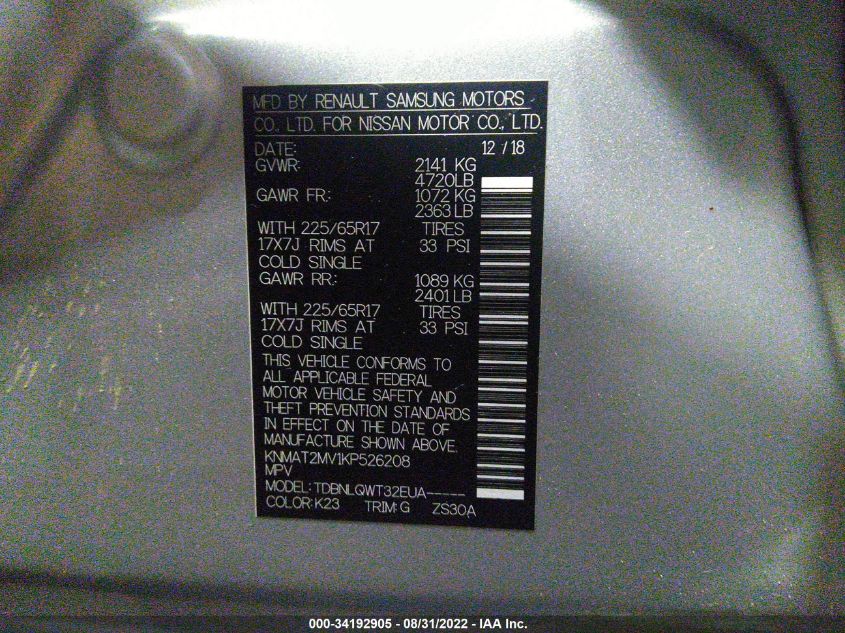 MFD BY RENAULT SAMSUNG MOTORS
CO., LTD. FOR NISSAN MOTOR CO., LTD.
DATE: 12 / 18
GVWR: 2141 KG
4720LB
GAWR FR.: 1072 KG
2363 LB
WITH 225/65R17 TIRES
17X7J RIMS AT 33 PSI
COLD SINGLE
GAWR RR.: 1089 KG
2401 LB
WITH 225/65R17 TIRES
17X7J RIMS AT 33 PSI
COLD SINGLE
THIS VEHICLE CONFORMS TO
ALL APPLICABLE FEDERAL
MOTOR VEHICLE SAFETY AND
THEFT PREVENTION STANDARDS
IN EFFECT ON THE DATE OF
MANUFACTURE SHOWN ABOVE.
KNMAT2MV1KP526208
MPV
MODEL: TDBNLQWT32EUA-----
COLOR: K23 TRIM: G ZS30A
000-34192905 - 08/31/2022 - IAA Inc.